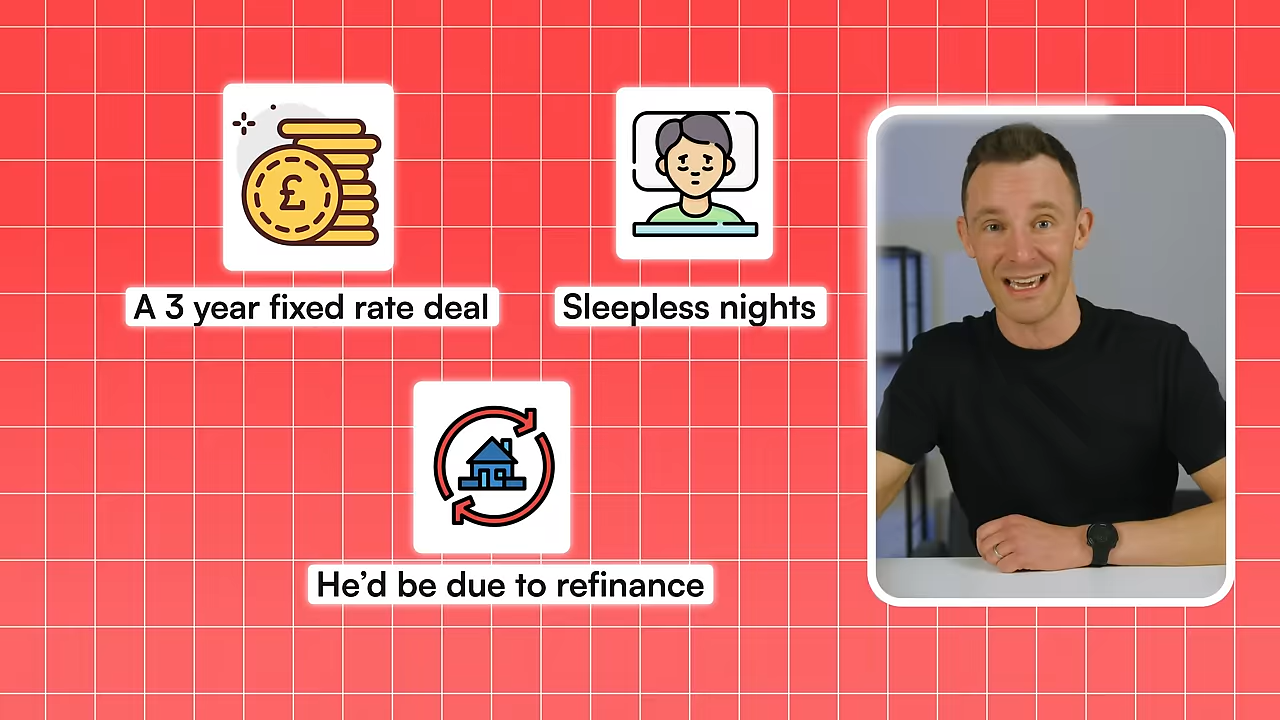 £
A 3 year fixed rate deal
Sleepless nights
He’d be due to refinance